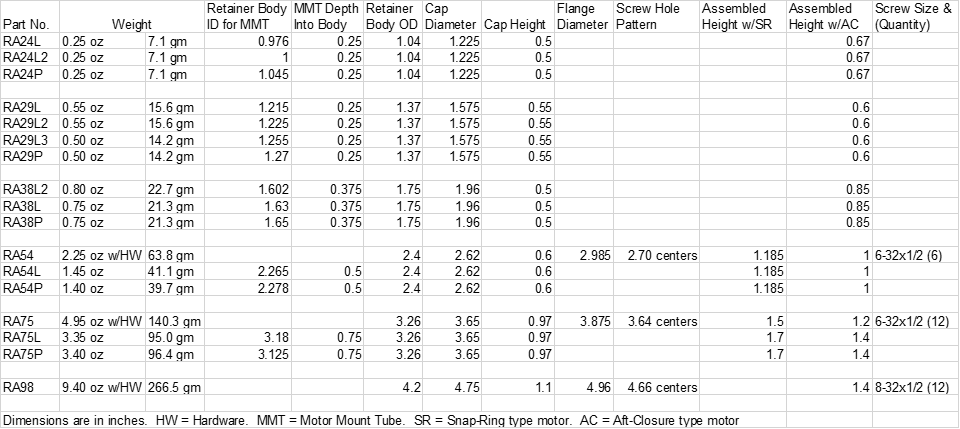 Retainer Body MMT Depth Retainer Cap Flange Screw Hole Assembled Assembled Screw Size &
Part No. Weight ID for MMT Into Body Body OD Diameter Cap Height Diameter Pattern Height w/SR Height w/AC (Quantity)
RA24L 0.25 oz 7.1 gm 0.976 0.25 1.04 1.225 0.5 0.67
RA24L2 0.25 oz 7.1 gm 1 0.25 1.04 1.225 0.5 0.67
RA24P 0.25 oz 7.1 gm 1.045 0.25 1.04 1.225 0.5 0.67
RA29L 0.55 oz 15.6 gm 1.215 0.25 1.37 1.575 0.55 0.6
RA29L2 0.55 oz 15.6 gm 1.225 0.25 1.37 1.575 0.55 0.6
RA29L3 0.50 oz 14.2 gm 1.255 0.25 1.37 1.575 0.55 0.6
RA29P 0.50 oz 14.2 gm 1.27 0.25 1.37 1.575 0.55 0.6
RA38L2 0.80 oz 22.7 gm 1.602 0.375 1.75 1.96 0.5 0.85
RA38L 0.75 oz 21.3 gm 1.63 0.375 1.75 1.96 0.5 0.85
RA38P 0.75 oz 21.3 gm 1.65 0.375 1.75 1.96 0.5 0.85
RA54 2.25 oz w/HW 63.8 gm 2.4 2.62 0.6 2.985 2.70 centers 1.185 1 6-32x1/2 (6)
RA54L 1.45 oz 41.1 gm 2.265 0.5 2.4 2.62 0.6 1.185 1
RA54P 1.40 oz 39.7 gm 2.278 0.5 2.4 2.62 0.6 1.185 1
RA75 4.95 oz w/HW 140.3 gm 3.26 3.65 0.97 3.875 3.64 centers 1.5 1.2 6-32x1/2 (12)
RA75L 3.35 oz 95.0 gm 3.18 0.75 3.26 3.65 0.97 1.7 1.4
RA75P 3.40 oz 96.4 gm 3.125 0.75 3.26 3.65 0.97 1.7 1.4
RA98 9.40 oz w/HW 266.5 gm 4.2 4.75 1.1 4.96 4.66 centers 1.4 8-32x1/2 (12)
Dimensions are in inches. HW = Hardware. MMT = Motor Mount Tube. SR = Snap-Ring type motor. AC = Aft-Closure type motor